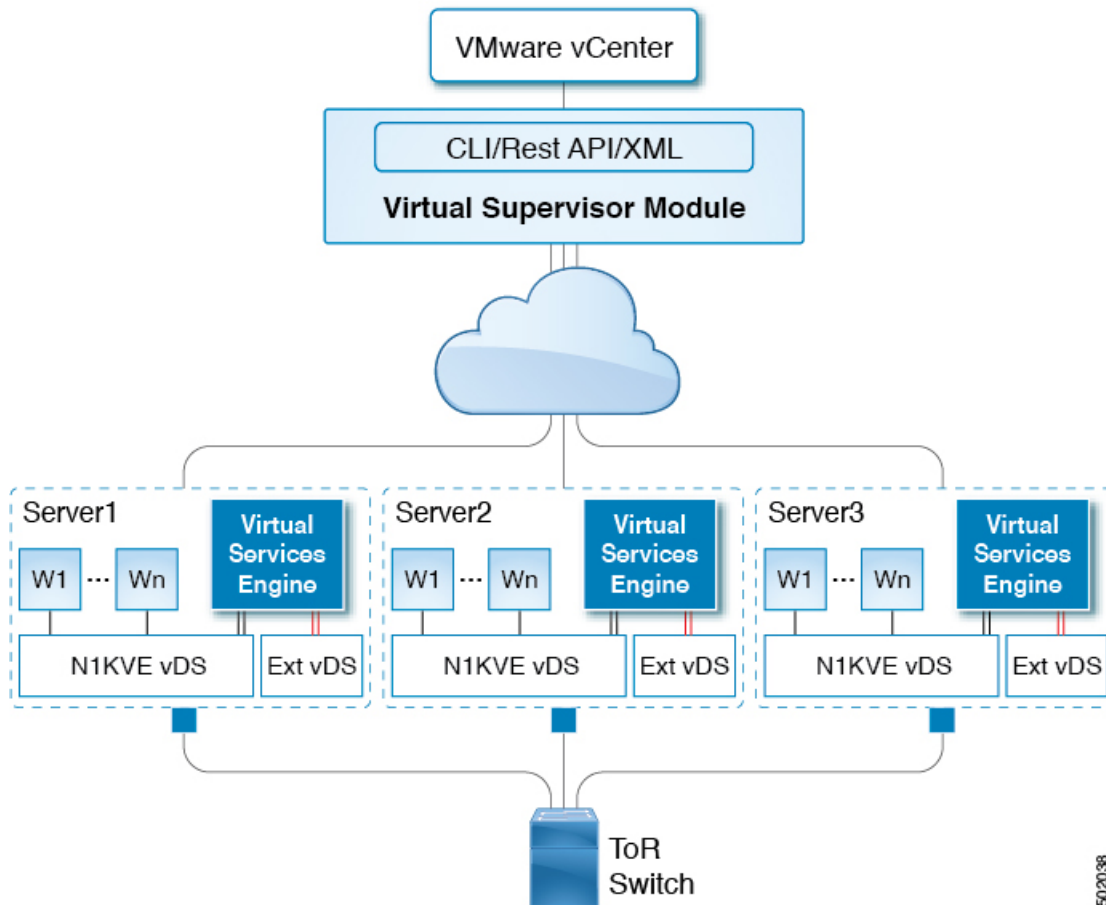 VMware vCenter
CLI/Rest API/XML
Virtual Supervisor Module
Server1
Virtual
Services
Engine
W1 ... Wn
N1KVE vDS
Ext vDS
Server2
Virtual
Services
Engine
W1 ... Wn
N1KVE vDS
Ext vDS
Server3
Virtual
Services
Engine
W1 ... Wn
N1KVE vDS
Ext vDS
ToR
Switch
502038